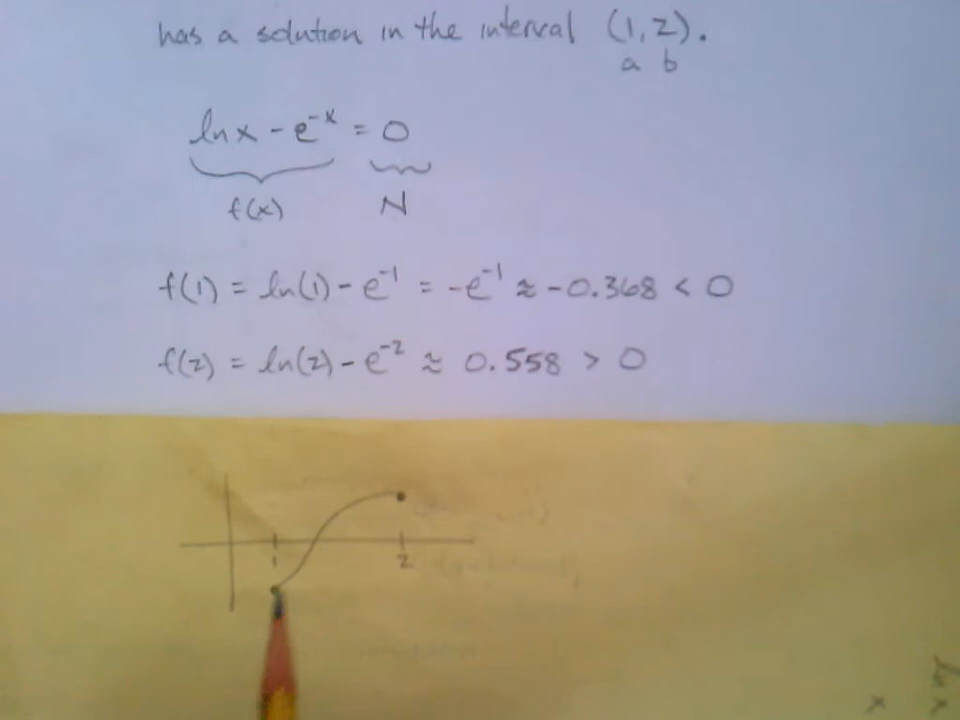 has a solution in the interval (1,2).
a b
ln x - e^-x = 0
f(x) N
f(1) = ln(1) - e^-1 = -e^-1 ≈ -0.368 < 0
f(2) = ln(2) - e^-2 ≈ 0.558 > 0
2
x